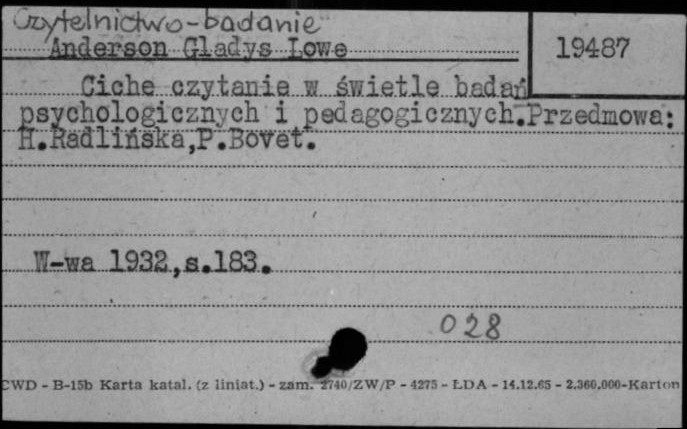 Czytelnictwo-badanie
Anderson Gladys Lowe
19487
Ciche czytanie w świetle badań
psychologicznych i pedagogicznych.Przedmowa:
H.Radlińska,P.Bovet.
W-wa 1932,s.183.
028
CWD - B-15b Karta katal. (z liniat.) - zam. 2740/ZW/P - 4275 - ŁDA - 14.12.65 - 2.360.000-Karton